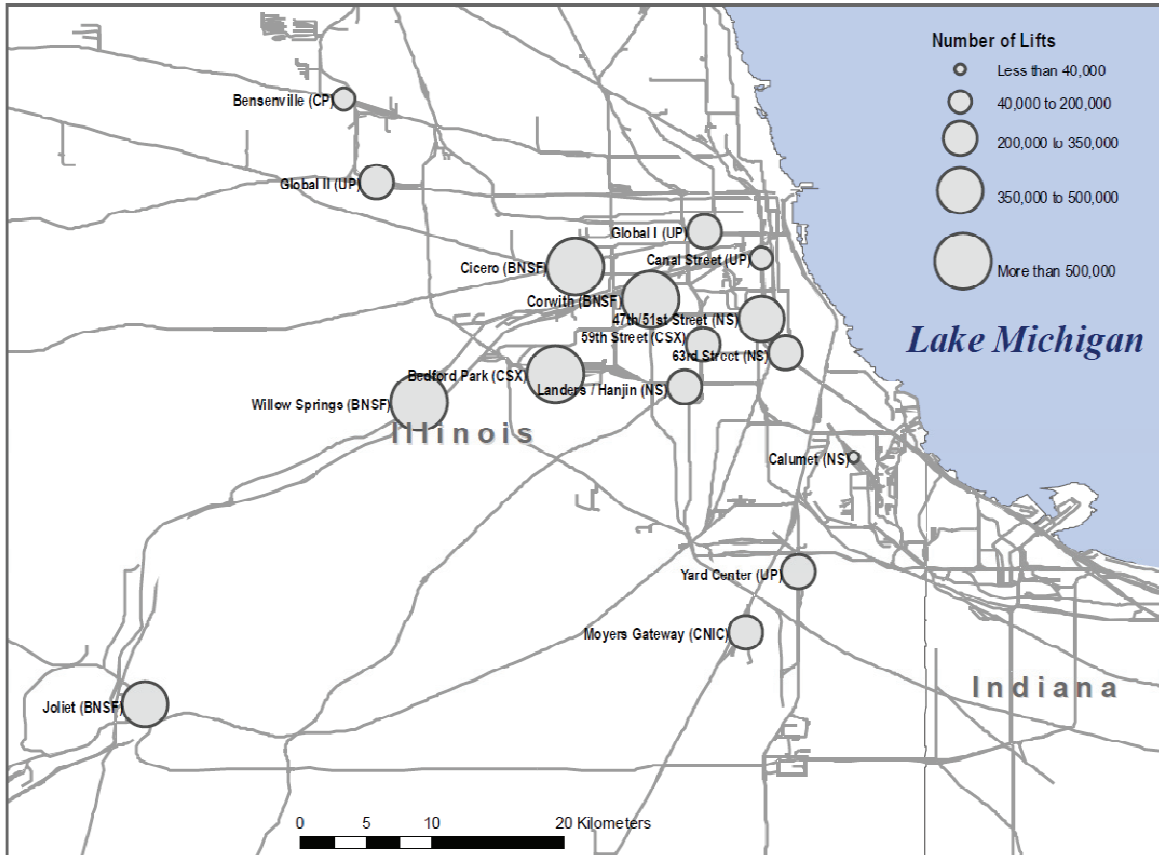 Number of Lifts
Less than 40,000
40,000 to 200,000
200,000 to 350,000
350,000 to 500,000
More than 500,000
Bensenville (CP)
Global II (UP)
Global I (UP)
Canal Street (UP)
Cicero (BNSF)
Corwith (BNSF)
47th/51st Street (NS)
59th Street (CSX)
63rd Street (NS)
Lake Michigan
Bedford Park (CSX)
Landers / Hanjin (NS)
Willow Springs (BNSF)
Illinois
Calumet (NS)
Yard Center (UP)
Moyers Gateway (CNIC)
Indiana
Joliet (BNSF)
0 5 10 20 Kilometers